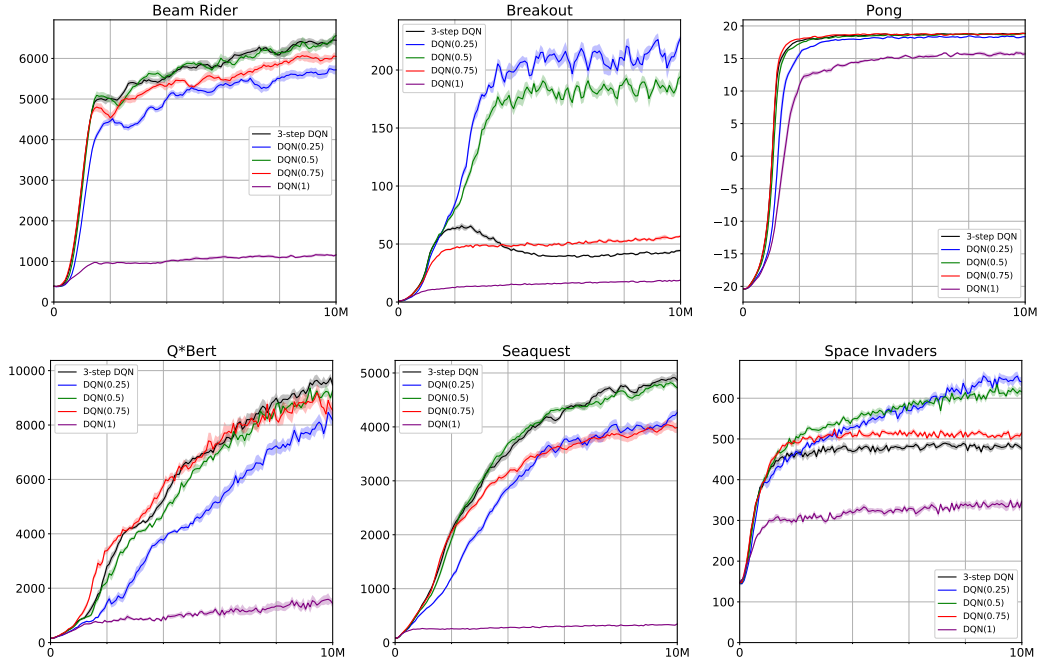 Beam Rider
6000
5000
4000
3000
2000
1000
0
0
10M
3-step DQN
DQN(0.25)
DQN(0.5)
DQN(0.75)
DQN(1)
Breakout
200
150
100
50
0
0
10M
3-step DQN
DQN(0.25)
DQN(0.5)
DQN(0.75)
DQN(1)
Pong
20
15
10
5
0
−5
−10
−15
−20
0
10M
3-step DQN
DQN(0.25)
DQN(0.5)
DQN(0.75)
DQN(1)
Q*Bert
10000
8000
6000
4000
2000
0
0
10M
3-step DQN
DQN(0.25)
DQN(0.5)
DQN(0.75)
DQN(1)
Seaquest
5000
4000
3000
2000
1000
0
0
10M
3-step DQN
DQN(0.25)
DQN(0.5)
DQN(0.75)
DQN(1)
Space Invaders
600
500
400
300
200
100
0
0
10M
3-step DQN
DQN(0.25)
DQN(0.5)
DQN(0.75)
DQN(1)